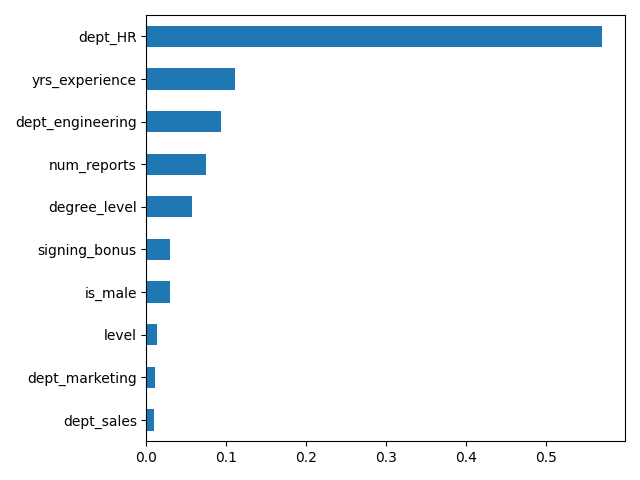 dept_HR
yrs_experience
dept_engineering
num_reports
degree_level
signing_bonus
is_male
level
dept_marketing
dept_sales
0.0 0.1 0.2 0.3 0.4 0.5